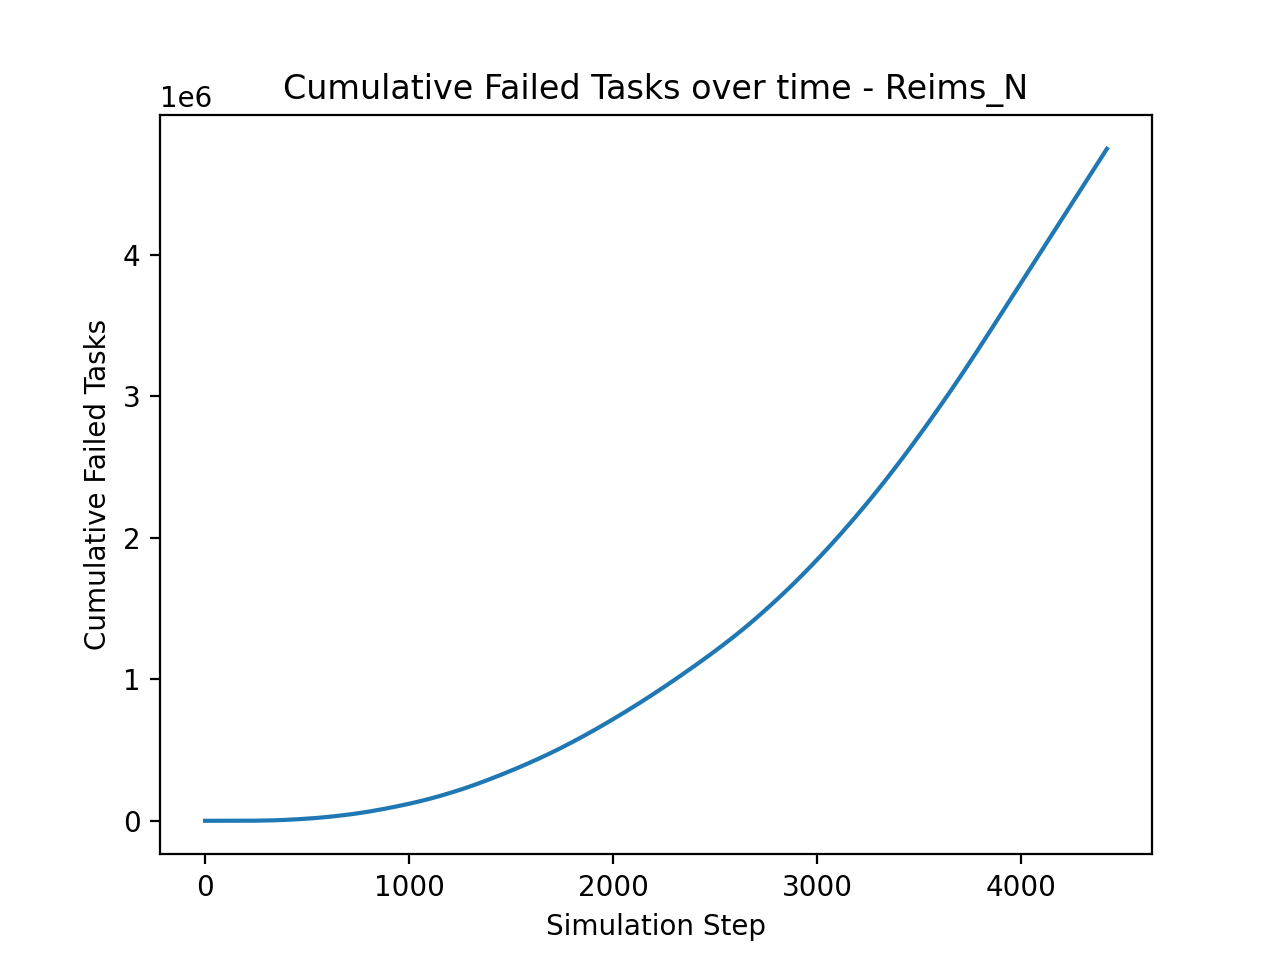 Cumulative Failed Tasks over time - Reims_N
1e6
4
3
2
1
0
Cumulative Failed Tasks
0 1000 2000 3000 4000
Simulation Step